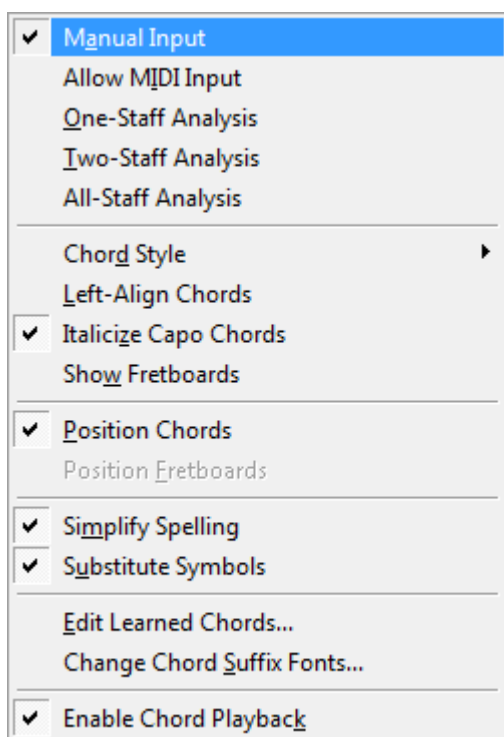 Manual Input
Allow MIDI Input
One-Staff Analysis
Two-Staff Analysis
All-Staff Analysis
Chord Style
Left-Align Chords
Italicize Capo Chords
Show Fretboards
Position Chords
Position Fretboards
Simplify Spelling
Substitute Symbols
Edit Learned Chords...
Change Chord Suffix Fonts...
Enable Chord Playback